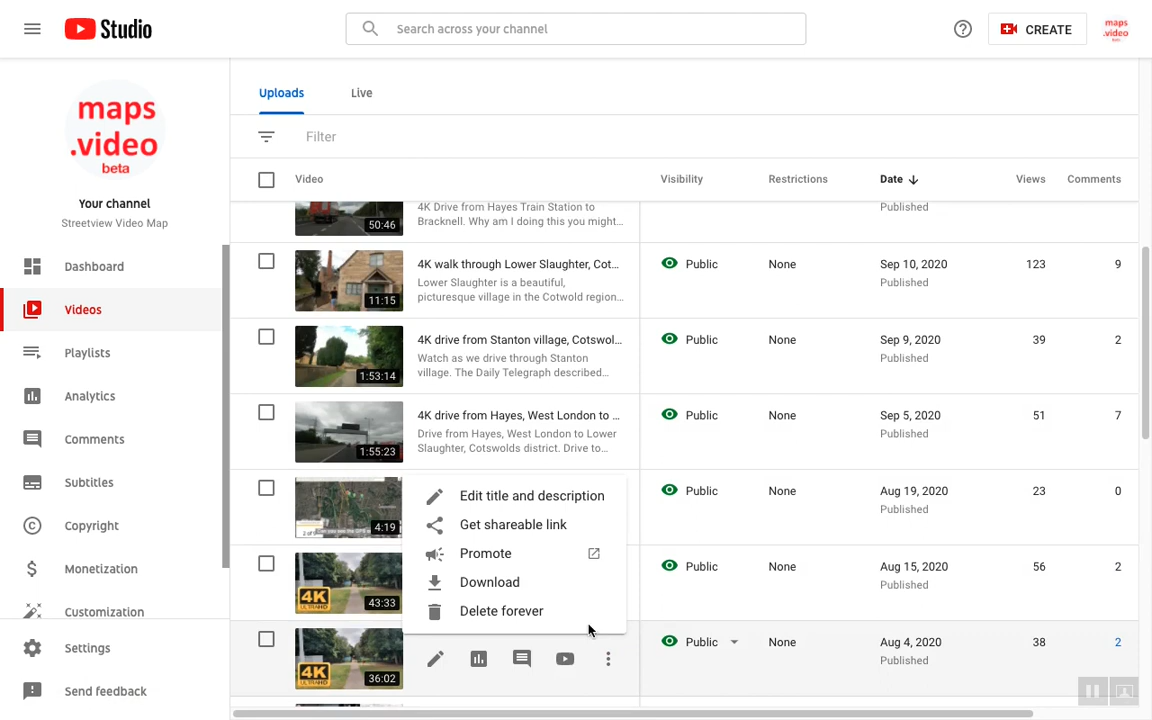 Studio
Search across your channel
CREATE
maps
.video
beta
maps
.video
beta
Your channel
Streetview Video Map
Dashboard
Videos
Playlists
Analytics
Comments
Subtitles
Copyright
Monetization
Customization
Settings
Send feedback
Uploads
Live
Filter
Video
Visibility
Restrictions
Date
Views
Comments
50:46
4K Drive from Hayes Train Station to
Bracknell. Why am I doing this you might...
Published
11:15
4K walk through Lower Slaughter, Cot...
Lower Slaughter is a beautiful,
picturesque village in the Cotwold region...
Public
None
Sep 10, 2020
Published
123
9
1:53:14
4K drive from Stanton village, Cotswol...
Watch as we drive through Stanton
village. The Daily Telegraph described...
Public
None
Sep 9, 2020
Published
39
2
1:55:23
4K drive from Hayes, West London to ...
Drive from Hayes, West London to Lower
Slaughter, Cotswolds district. Drive to...
Public
None
Sep 5, 2020
Published
51
7
4:19
Public
None
Aug 19, 2020
Published
23
0
Edit title and description
Get shareable link
Promote
Download
Delete forever
4K
ULTRAHD
43:33
Public
None
Aug 15, 2020
Published
56
2
4K
ULTRAHD
36:02
Public
None
Aug 4, 2020
Published
38
2